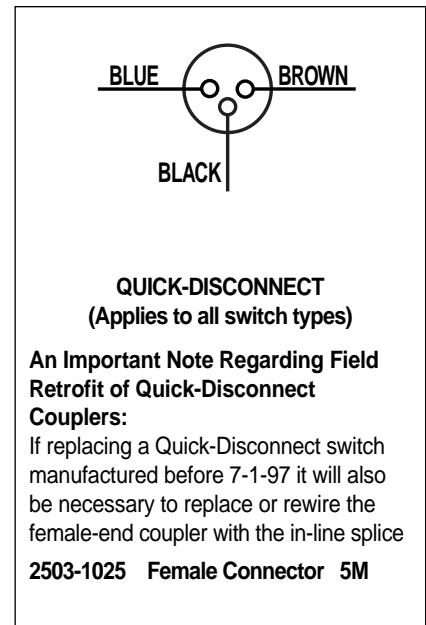 BLUE BROWN
BLACK
QUICK-DISCONNECT
(Applies to all switch types)
An Important Note Regarding Field
Retrofit of Quick-Disconnect
Couplers:
If replacing a Quick-Disconnect switch
manufactured before 7-1-97 it will also
be necessary to replace or rewire the
female-end coupler with the in-line splice
2503-1025 Female Connector 5M